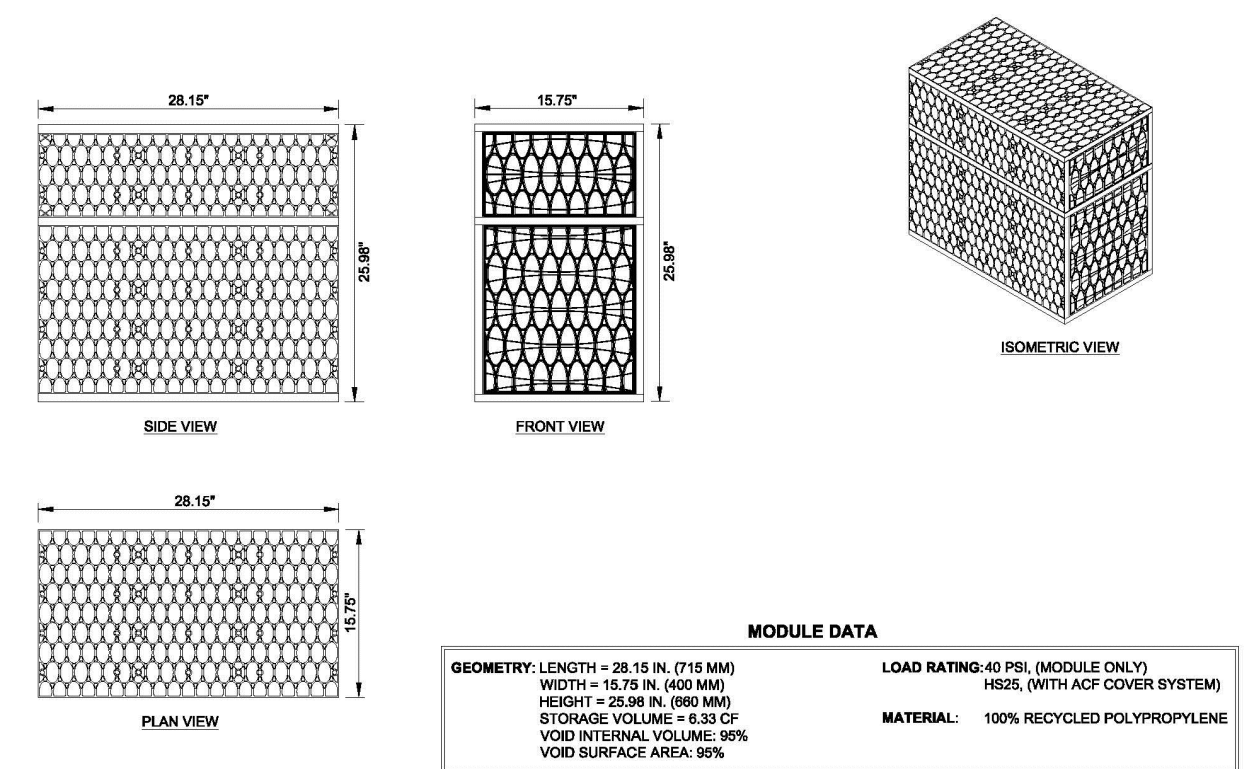 28.15"
25.98"
SIDE VIEW
15.75"
25.98"
FRONT VIEW
ISOMETRIC VIEW
28.15"
15.75"
PLAN VIEW
MODULE DATA
GEOMETRY: LENGTH = 28.15 IN. (715 MM)
WIDTH = 15.75 IN. (400 MM)
HEIGHT = 25.98 IN. (660 MM)
STORAGE VOLUME = 6.33 CF
VOID INTERNAL VOLUME: 95%
VOID SURFACE AREA: 95%
LOAD RATING: 40 PSI, (MODULE ONLY)
HS25, (WITH ACF COVER SYSTEM)
MATERIAL: 100% RECYCLED POLYPROPYLENE